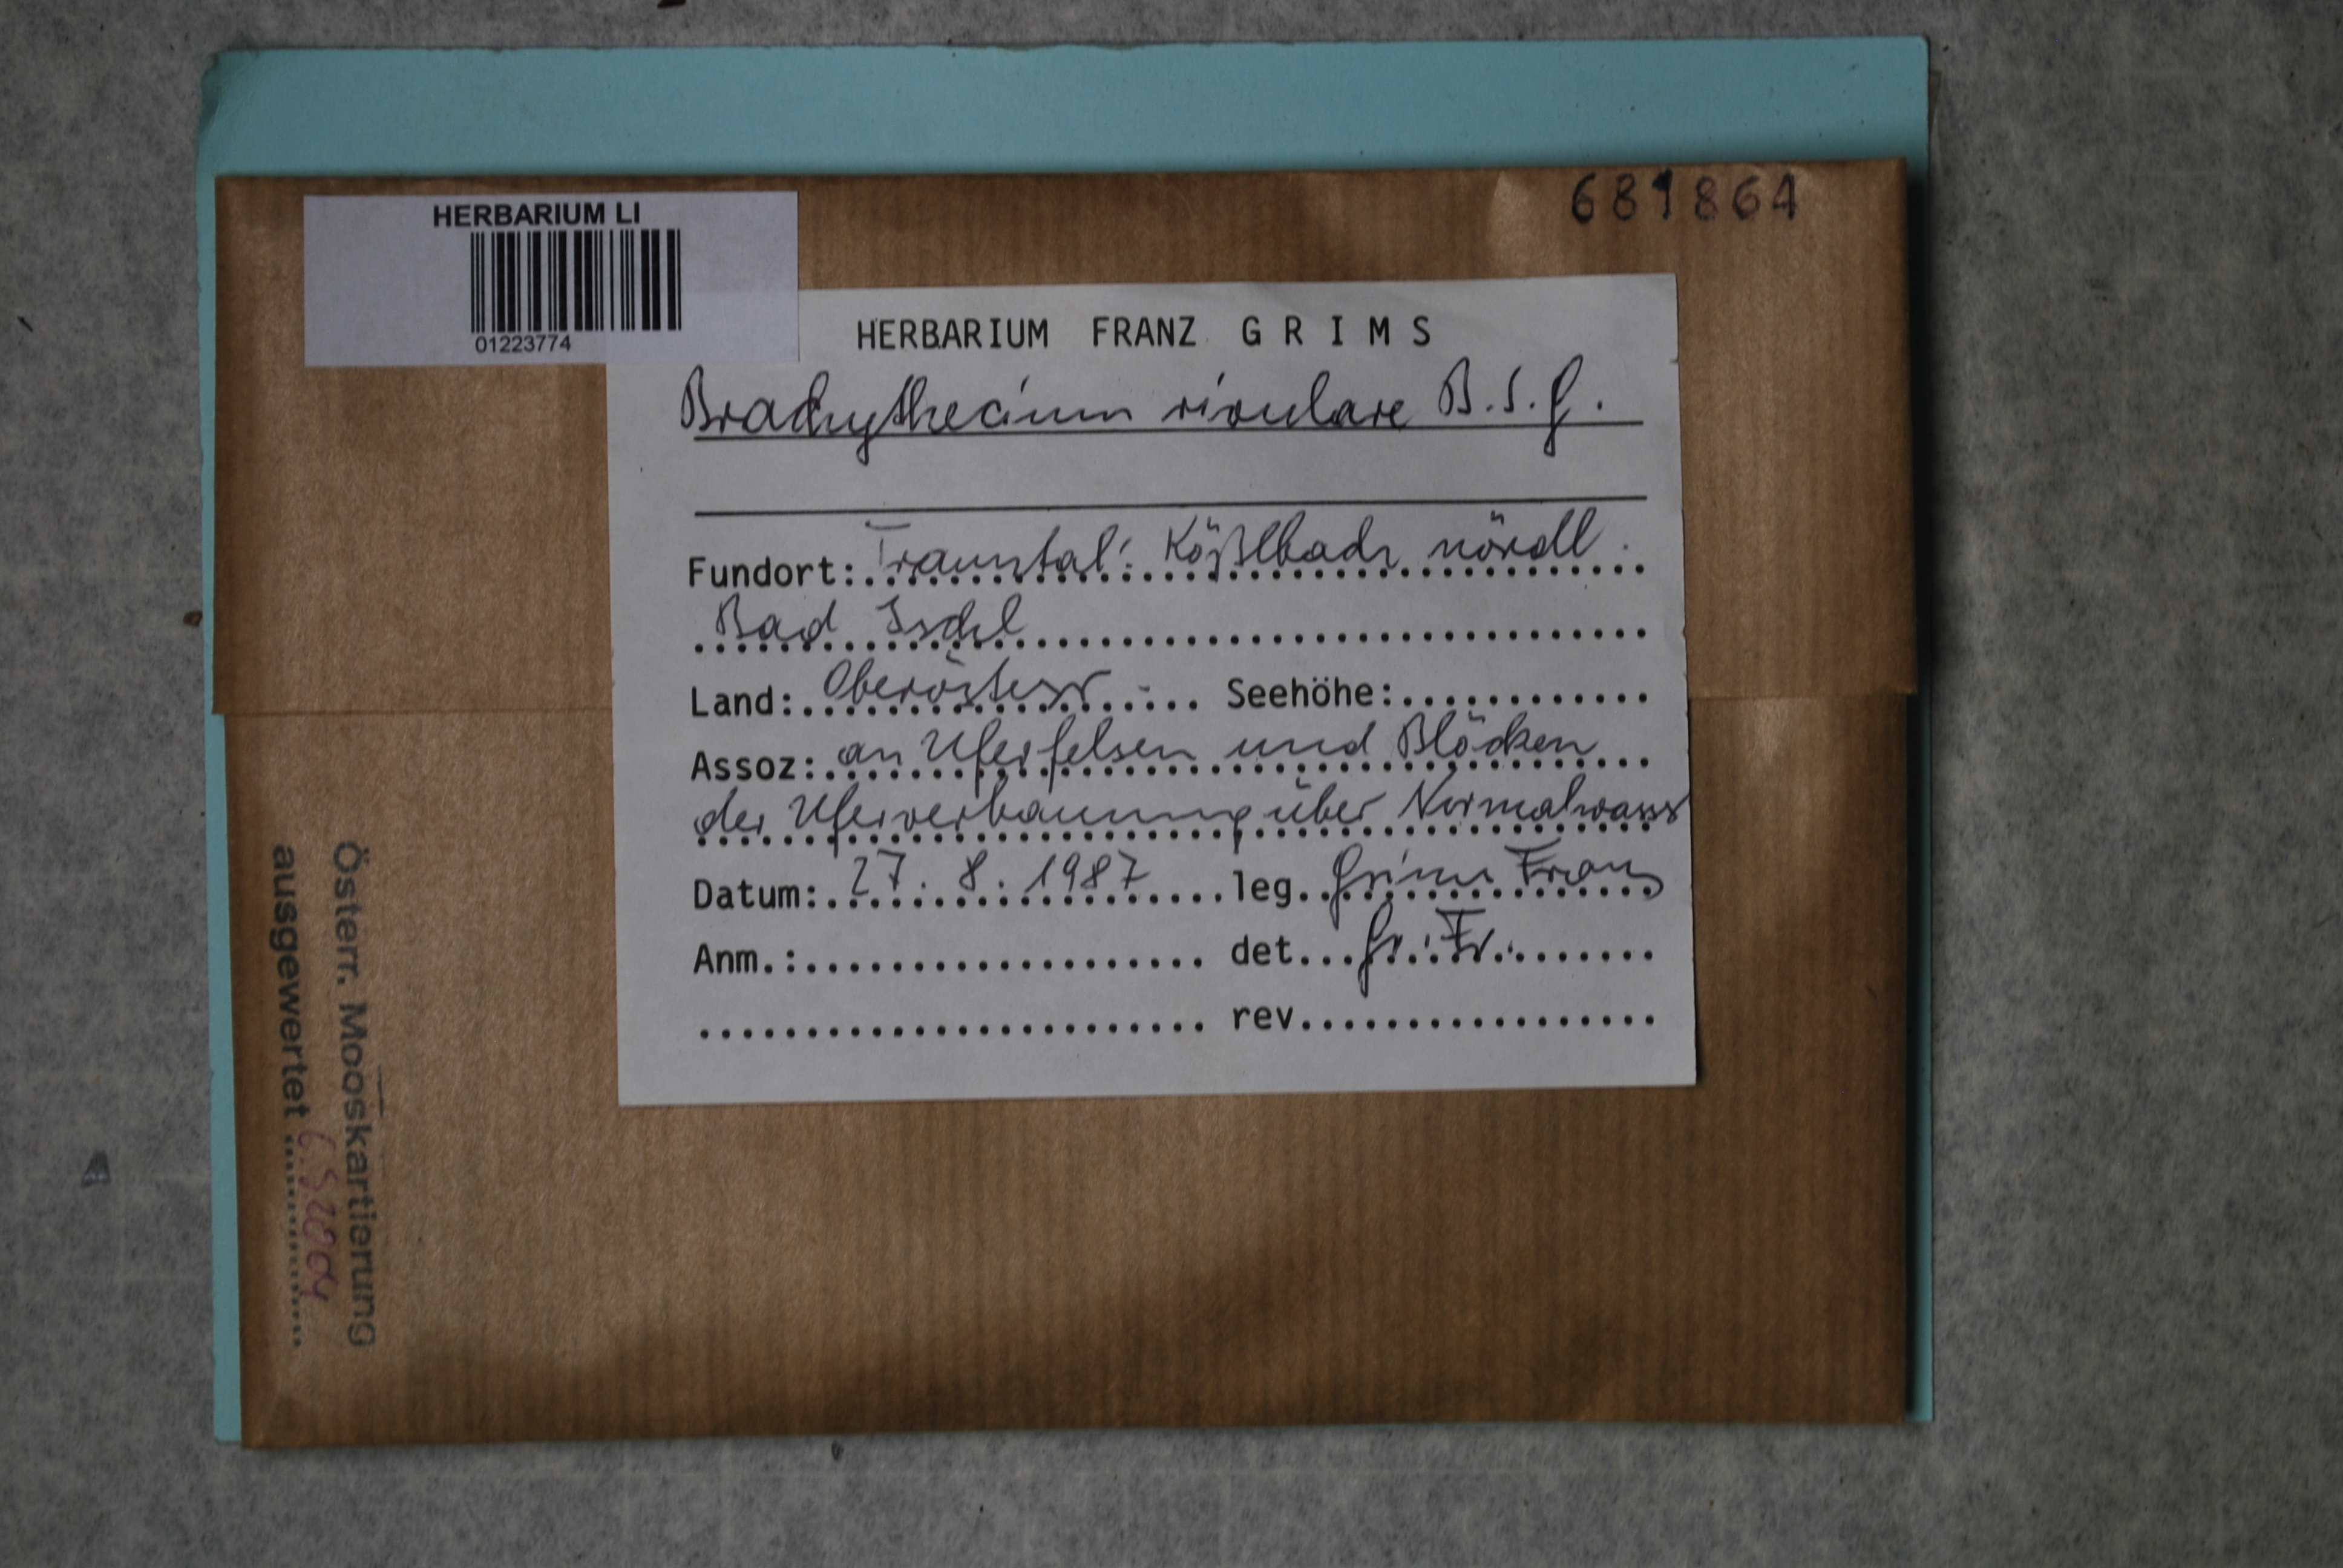 HERBARIUM LI
01223774
681864
HERBARIUM FRANZ GRIMS
Brachythecium rivulare B.S.G.
Fundort: Trauntal: Kößlbach nördl.
Bad Ischl
Land: Oberösterr. Seehöhe:
Assoz: an Uferfelsen und Blöcken
der Uferverbauung über Normalwass
Datum: 27. 8. 1987 leg. Grims Franz
Anm.: det. Gr. Fr.
rev.
Österr. Mooskartierung
ausgewertet